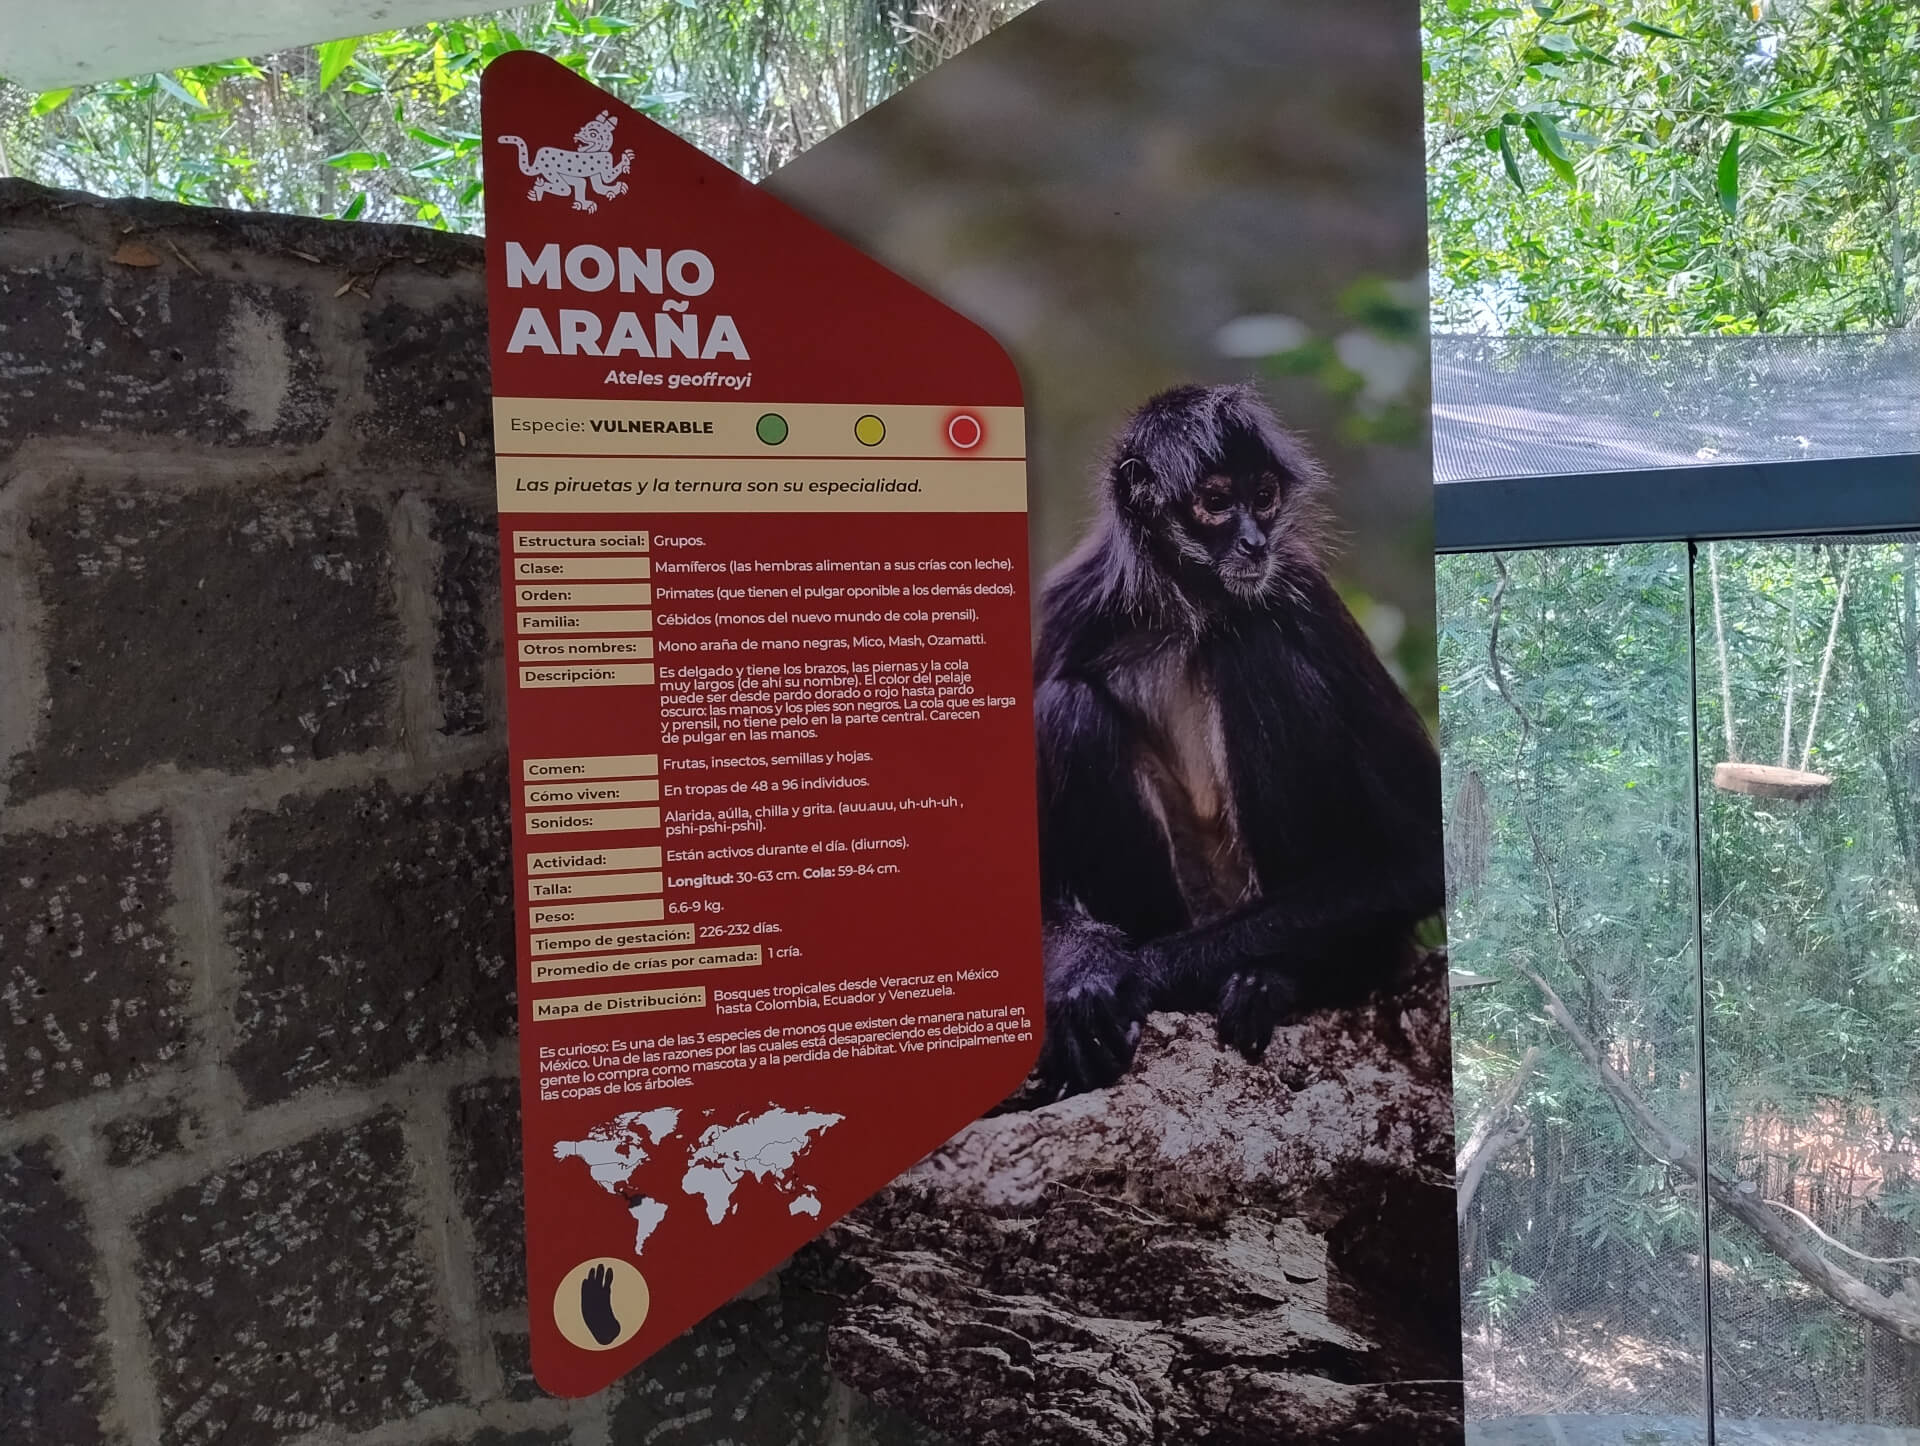 MONO
ARAÑA
Ateles geoffroyi
Especie: VULNERABLE
Las piruetas y la ternura son su especialidad.
Estructura social: Grupos.
Clase: Mamíferos (las hembras alimentan a sus crías con leche).
Orden: Primates (que tienen el pulgar oponible a los demás dedos).
Familia: Cébidos (monos del nuevo mundo de cola prensil).
Otros nombres: Mono araña de mano negras, Mico, Mash, Ozamatti.
Descripción: Es delgado y tiene los brazos, las piernas y la cola
muy largos (de ahí su nombre). El color del pelaje
puede ser desde pardo dorado o rojo hasta pardo
oscuro: las manos y los pies son negros. La cola que es larga
y prensil, no tiene pelo en la parte central. Carecen
de pulgar en las manos.
Comen: Frutas, insectos, semillas y hojas.
Cómo viven: En tropas de 48 a 96 individuos.
Sonidos: Alarida, aúlla, chilla y grita. (auu.auu, uh-uh-uh ,
pshi-pshi-pshi).
Actividad: Están activos durante el día. (diurnos).
Talla: Longitud: 30-63 cm. Cola: 59-84 cm.
Peso: 6.6-9 kg.
Tiempo de gestación: 226-232 días.
Promedio de crías por camada: 1 cría.
Mapa de Distribución: Bosques tropicales desde Veracruz en México
hasta Colombia, Ecuador y Venezuela.
Es curioso: Es una de las 3 especies de monos que existen de manera natural en
México. Una de las razones por las cuales está desapareciendo es debido a que la
gente lo compra como mascota y a la perdida de hábitat. Vive principalmente en
las copas de los árboles.